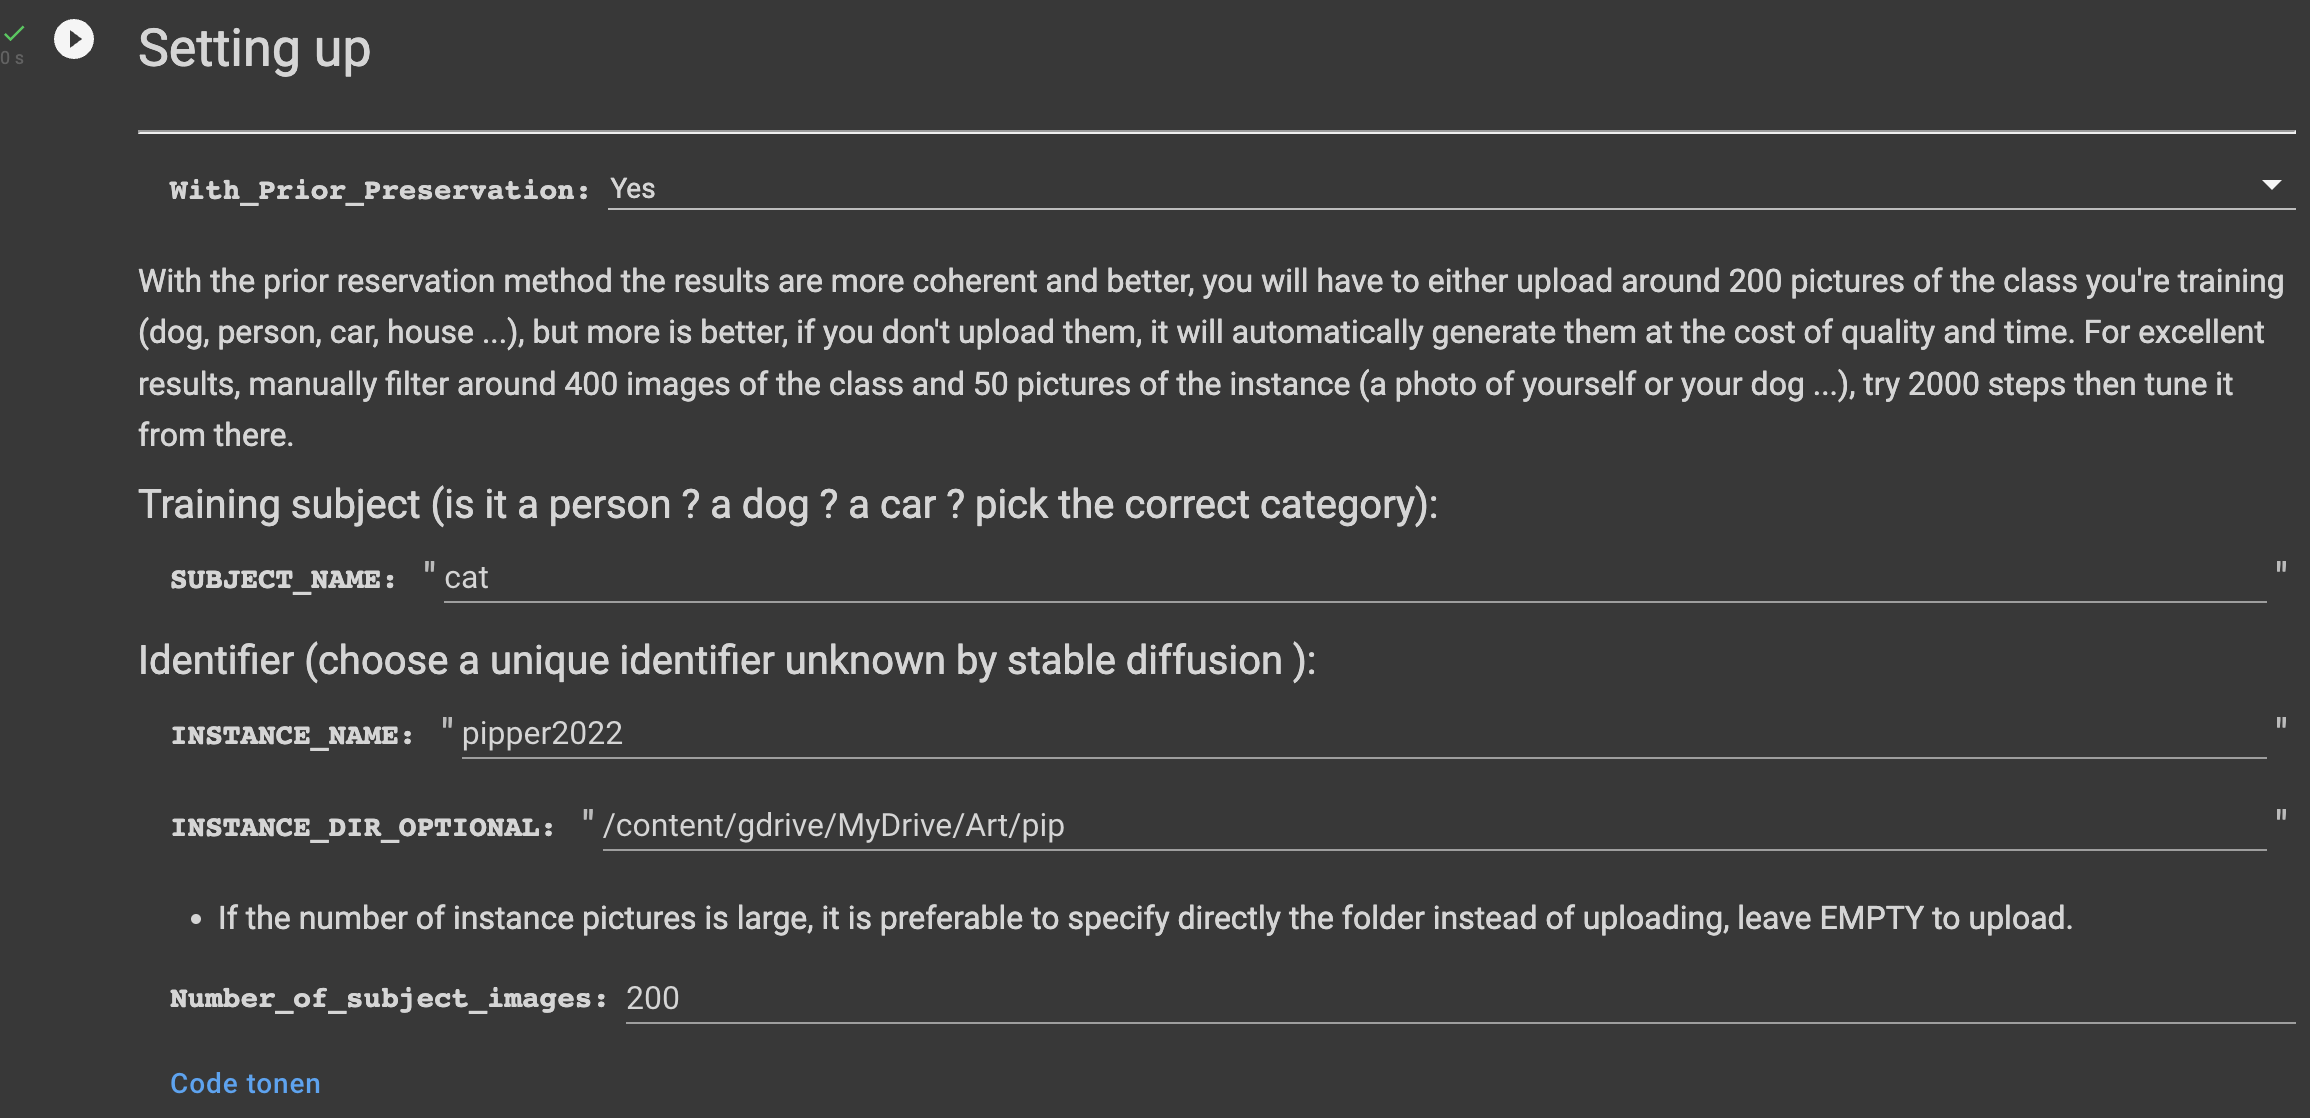 Setting up
0 s
With_Prior_Preservation: Yes
With the prior reservation method the results are more coherent and better, you will have to either upload around 200 pictures of the class you're training
(dog, person, car, house ...), but more is better, if you don't upload them, it will automatically generate them at the cost of quality and time. For excellent
results, manually filter around 400 images of the class and 50 pictures of the instance (a photo of yourself or your dog ...), try 2000 steps then tune it
from there.
Training subject (is it a person ? a dog ? a car ? pick the correct category):
SUBJECT_NAME: " cat "
Identifier (choose a unique identifier unknown by stable diffusion ):
INSTANCE_NAME: " pipper2022 "
INSTANCE_DIR_OPTIONAL: " /content/gdrive/MyDrive/Art/pip "
• If the number of instance pictures is large, it is preferable to specify directly the folder instead of uploading, leave EMPTY to upload.
Number_of_subject_images: 200
Code tonen